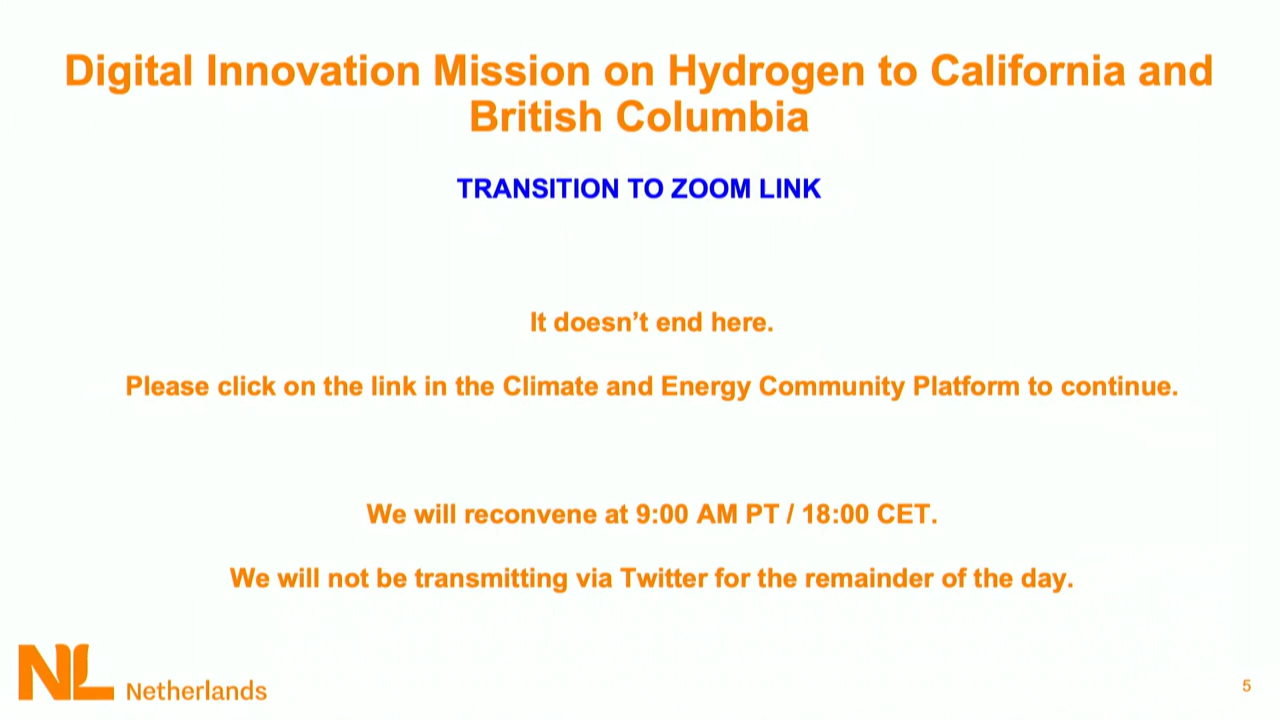 Digital Innovation Mission on Hydrogen to California and
British Columbia
TRANSITION TO ZOOM LINK
It doesn’t end here.
Please click on the link in the Climate and Energy Community Platform to continue.
We will reconvene at 9:00 AM PT / 18:00 CET.
We will not be transmitting via Twitter for the remainder of the day.
NL Netherlands
5